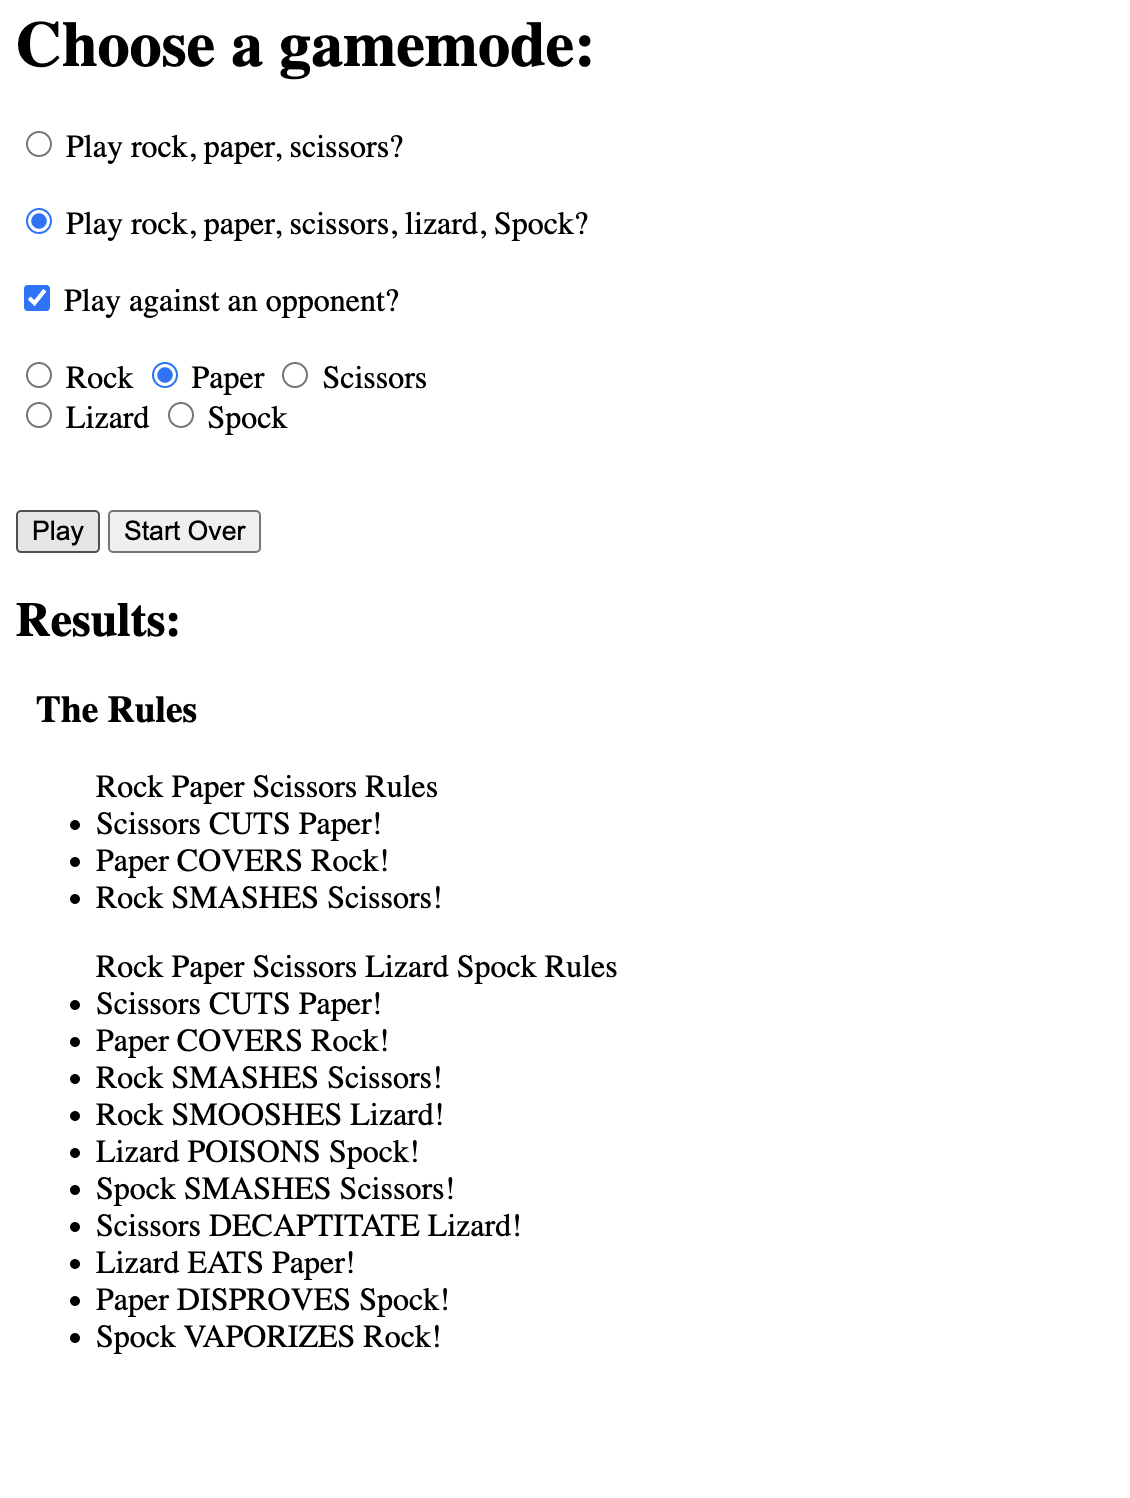 Choose a gamemode:
Play rock, paper, scissors?
Play rock, paper, scissors, lizard, Spock?
Play against an opponent?
Rock Paper Scissors
Lizard Spock
Play Start Over
Results:
The Rules
Rock Paper Scissors Rules
Scissors CUTS Paper!
Paper COVERS Rock!
Rock SMASHES Scissors!
Rock Paper Scissors Lizard Spock Rules
Scissors CUTS Paper!
Paper COVERS Rock!
Rock SMASHES Scissors!
Rock SMOOSHES Lizard!
Lizard POISONS Spock!
Spock SMASHES Scissors!
Scissors DECAPTITATE Lizard!
Lizard EATS Paper!
Paper DISPROVES Spock!
Spock VAPORIZES Rock!